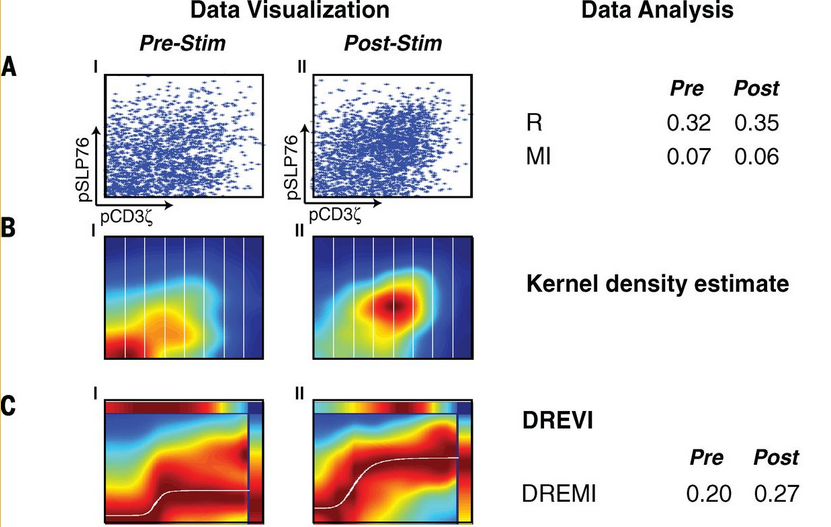 Data Visualization Data Analysis
Pre-Stim Post-Stim
A
I II
pSLP76 pSLP76
pCD3ζ pCD3ζ
Pre Post
R 0.32 0.35
MI 0.07 0.06
B
I II
Kernel density estimate
C
I II
DREVI
Pre Post
DREMI 0.20 0.27